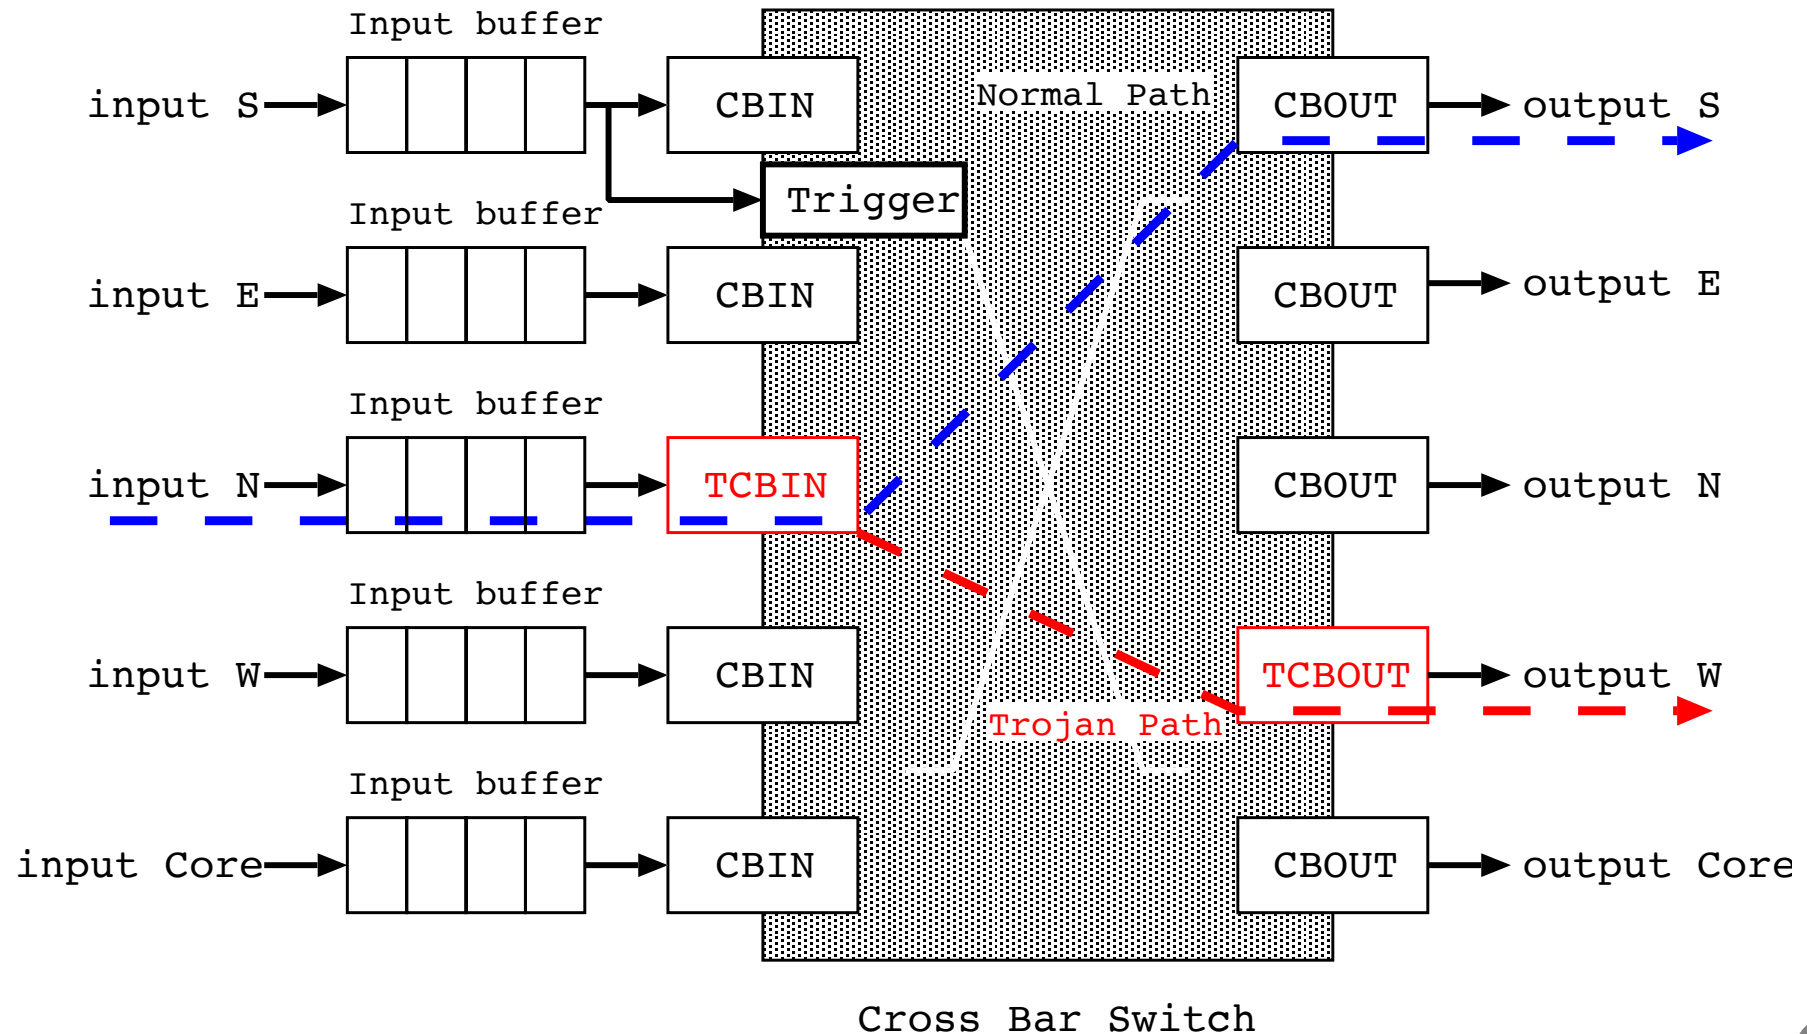 Input buffer
input S
CBIN
Normal Path
CBOUT
output S
Trigger
Input buffer
input E
CBIN
CBOUT
output E
Input buffer
input N
TCBIN
CBOUT
output N
Input buffer
input W
CBIN
TCBOUT
output W
Trojan Path
Input buffer
input Core
CBIN
CBOUT
output Core
Cross Bar Switch